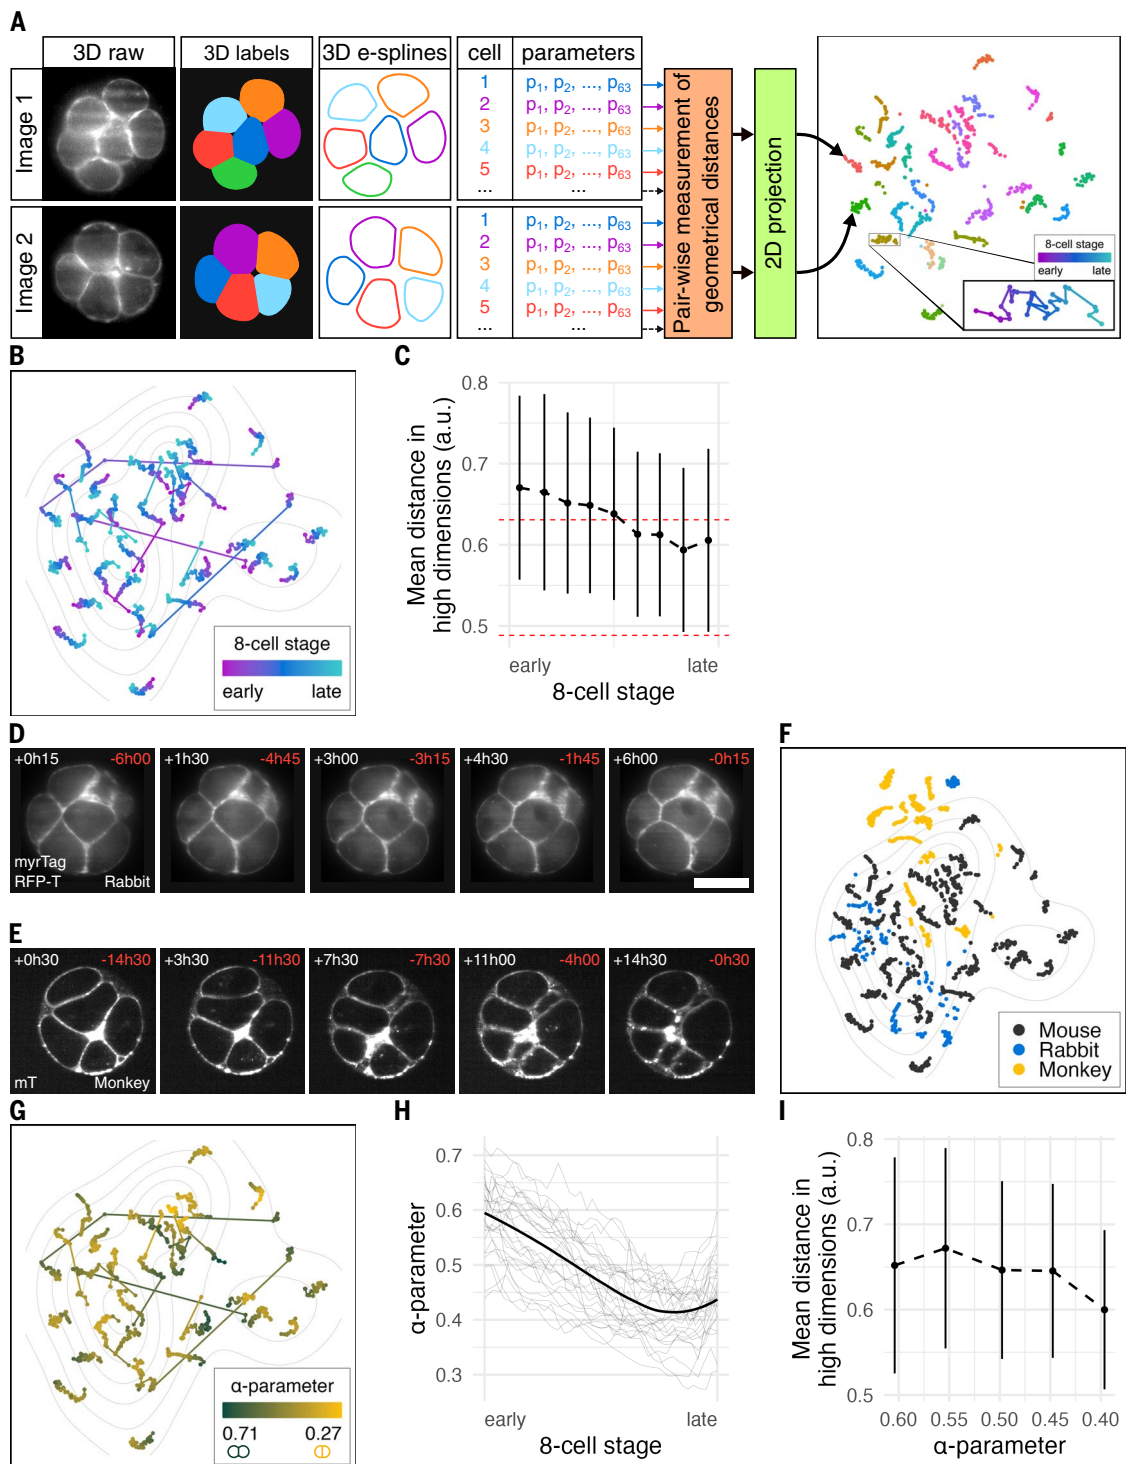 A
3D raw
3D labels
3D e-splines
cell
parameters
Image 1
1 p1, p2, ..., p63
2 p1, p2, ..., p63
3 p1, p2, ..., p63
4 p1, p2, ..., p63
5 p1, p2, ..., p63
... ...
Image 2
1 p1, p2, ..., p63
2 p1, p2, ..., p63
3 p1, p2, ..., p63
4 p1, p2, ..., p63
5 p1, p2, ..., p63
... ...
Pair-wise measurement of
geometrical distances
2D projection
8-cell stage
early late
B
8-cell stage
early late
C
Mean distance in
high dimensions (a.u.)
0.8
0.7
0.6
0.5
early late
8-cell stage
D
+0h15 -6h00
myrTag
RFP-T Rabbit
+1h30 -4h45
+3h00 -3h15
+4h30 -1h45
+6h00 -0h15
E
+0h30 -14h30
mT Monkey
+3h30 -11h30
+7h30 -7h30
+11h00 -4h00
+14h30 -0h30
F
Mouse
Rabbit
Monkey
G
α-parameter
0.71 0.27
H
α-parameter
0.7
0.6
0.5
0.4
0.3
early late
8-cell stage
I
Mean distance in
high dimensions (a.u.)
0.8
0.7
0.6
0.5
0.60 0.55 0.50 0.45 0.40
α-parameter